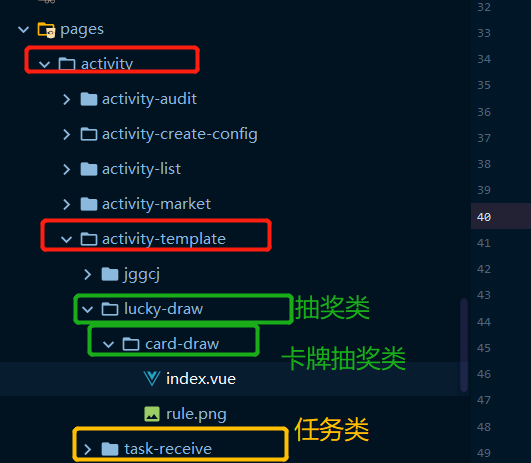 pages
32
33
activity
34
activity-audit
35
36
activity-create-config
37
activity-list
38
activity-market
39
40
activity-template
41
jggcj
42
43
lucky-draw 抽奖类
44
card-draw 卡牌抽奖类
45
46
index.vue
47
rule.png
48
task-receive 任务类
49